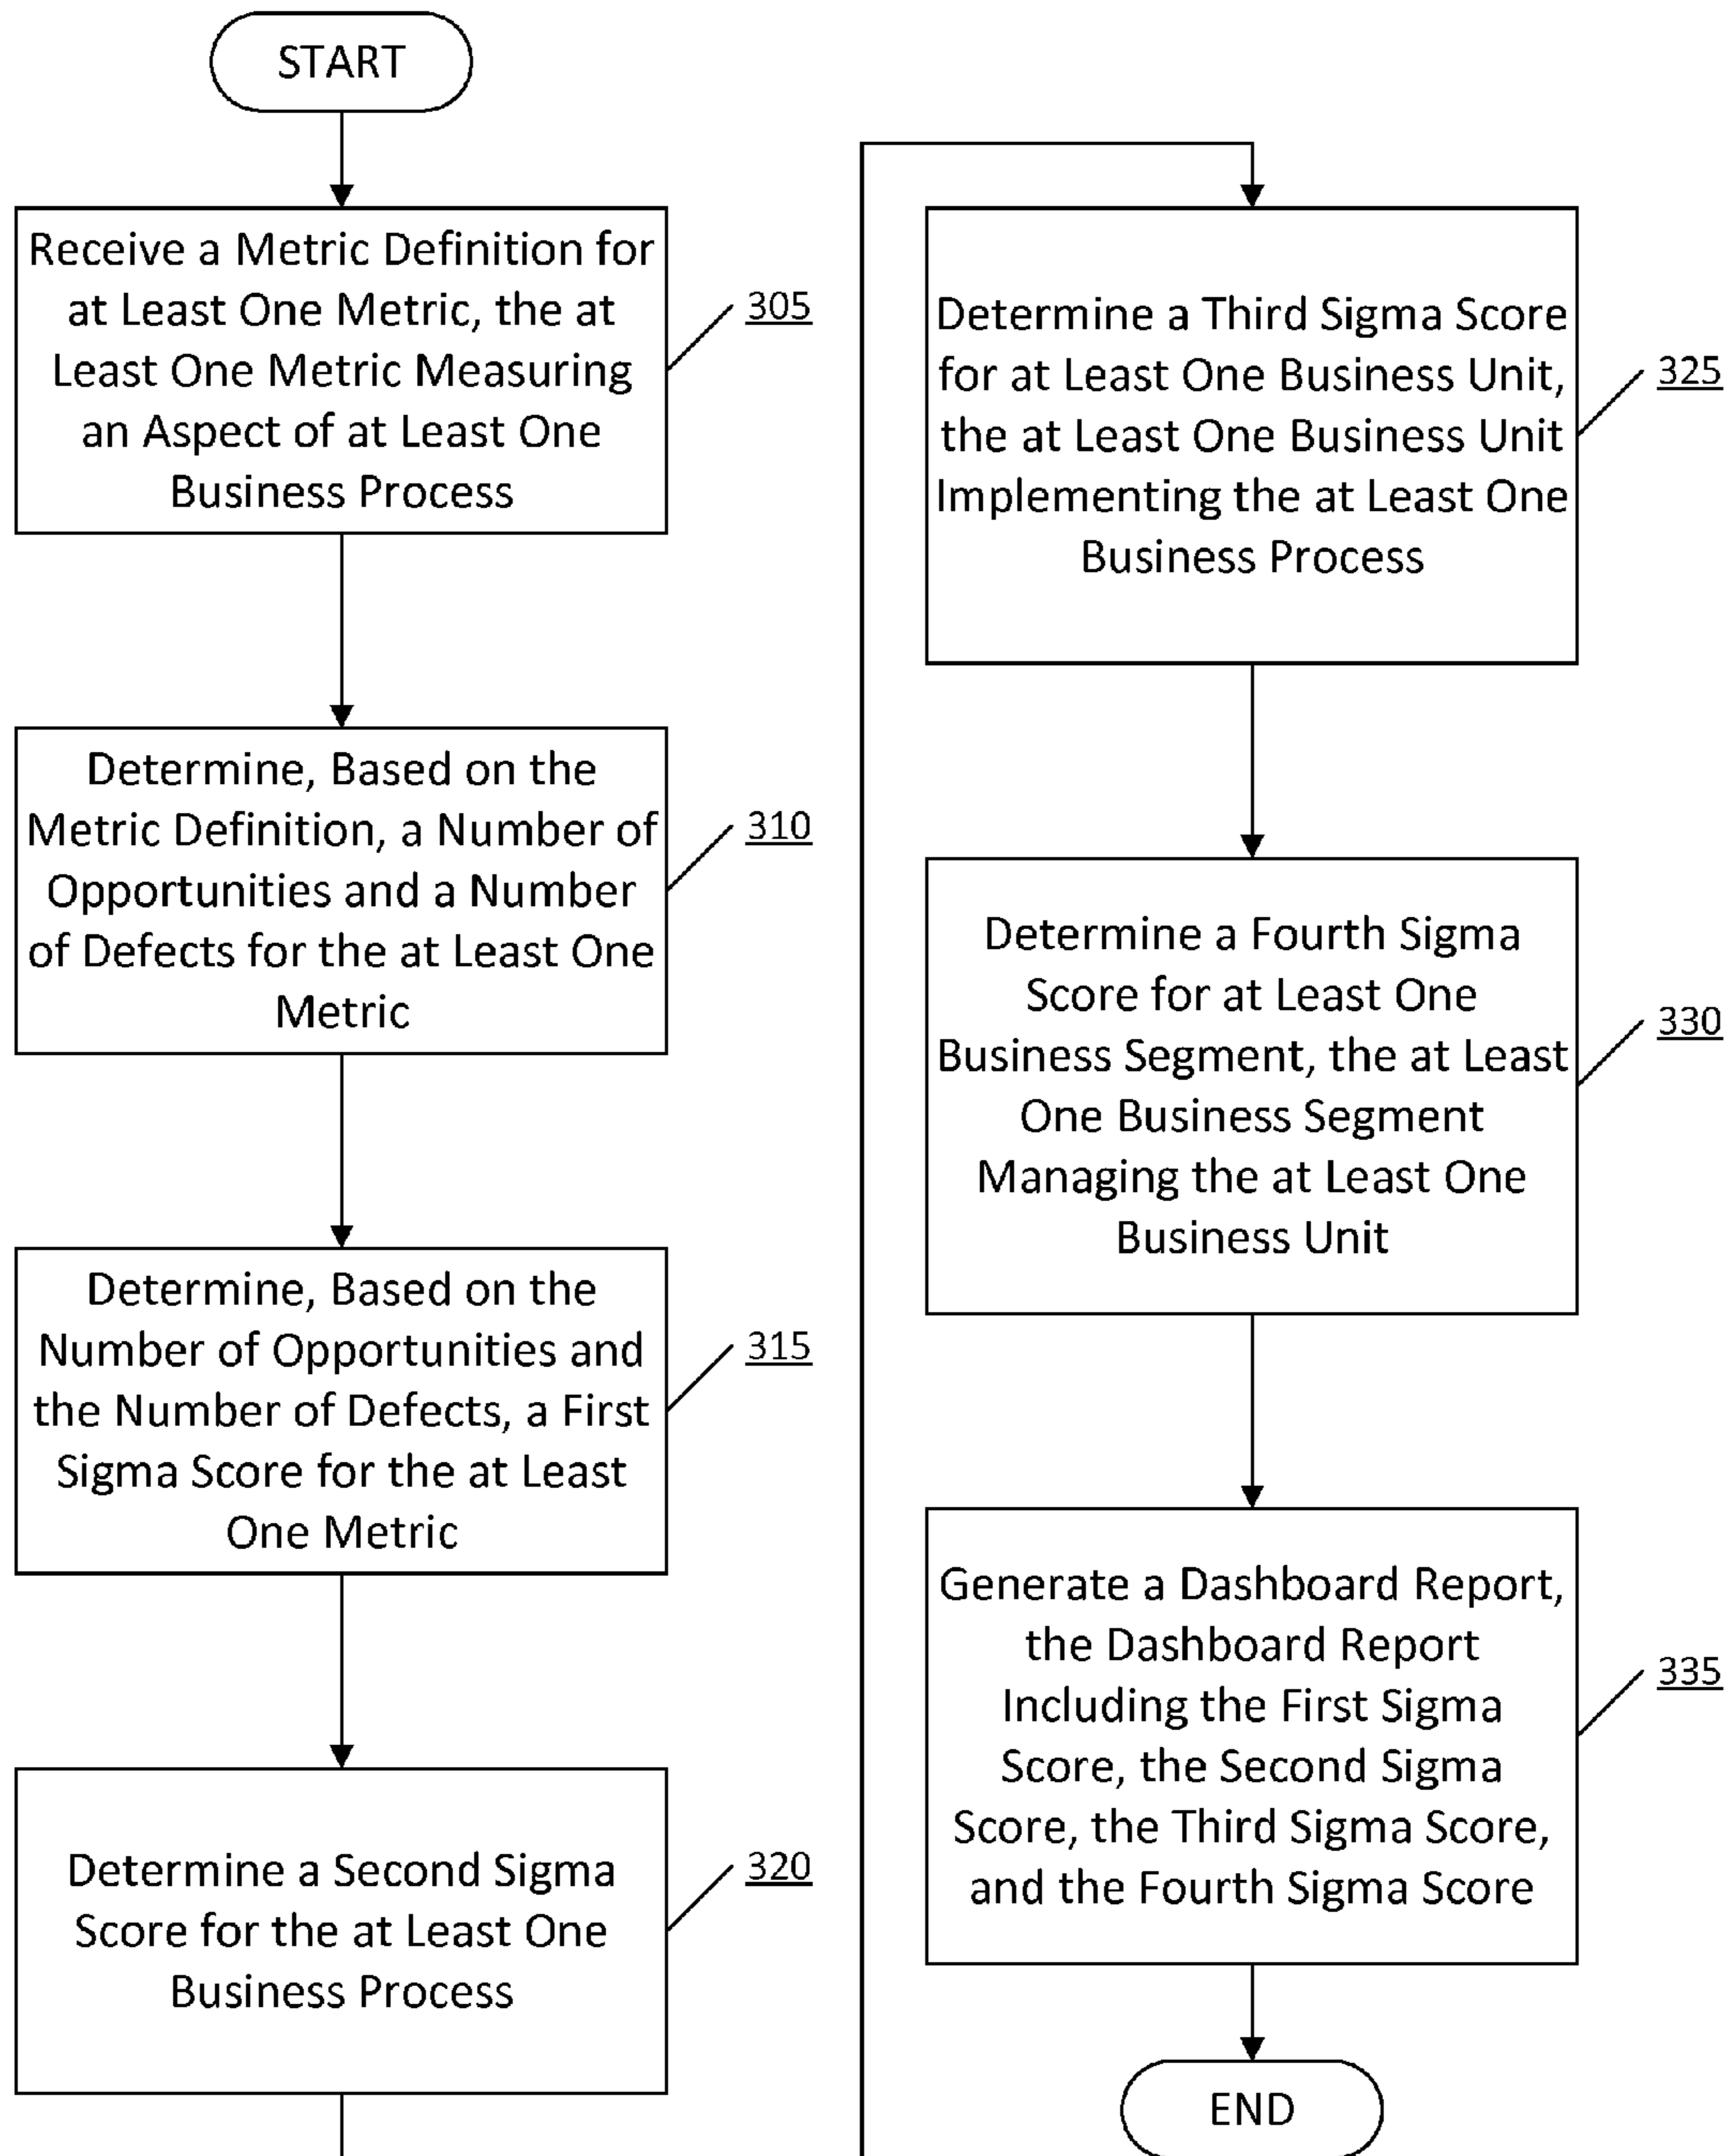 START
Receive a Metric Definition for
at Least One Metric, the at
Least One Metric Measuring
an Aspect of at Least One
Business Process
305
Determine, Based on the
Metric Definition, a Number of
Opportunities and a Number
of Defects for the at Least One
Metric
310
Determine, Based on the
Number of Opportunities and
the Number of Defects, a First
Sigma Score for the at Least
One Metric
315
Determine a Second Sigma
Score for the at Least One
Business Process
320
Determine a Third Sigma Score
for at Least One Business Unit,
the at Least One Business Unit
Implementing the at Least One
Business Process
325
Determine a Fourth Sigma
Score for at Least One
Business Segment, the at Least
One Business Segment
Managing the at Least One
Business Unit
330
Generate a Dashboard Report,
the Dashboard Report
Including the First Sigma
Score, the Second Sigma
Score, the Third Sigma Score,
and the Fourth Sigma Score
335
END